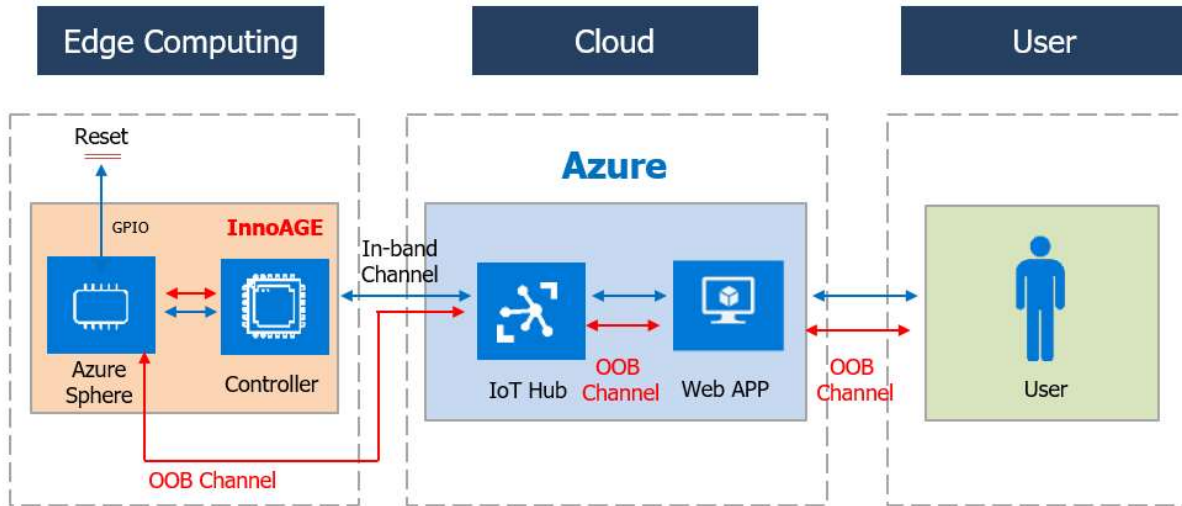 Edge Computing
Cloud
User
Reset
GPIO
InnoAGE
Azure
Sphere
Controller
OOB Channel
In-band
Channel
Azure
IoT Hub
OOB
Channel
Web APP
OOB
Channel
User